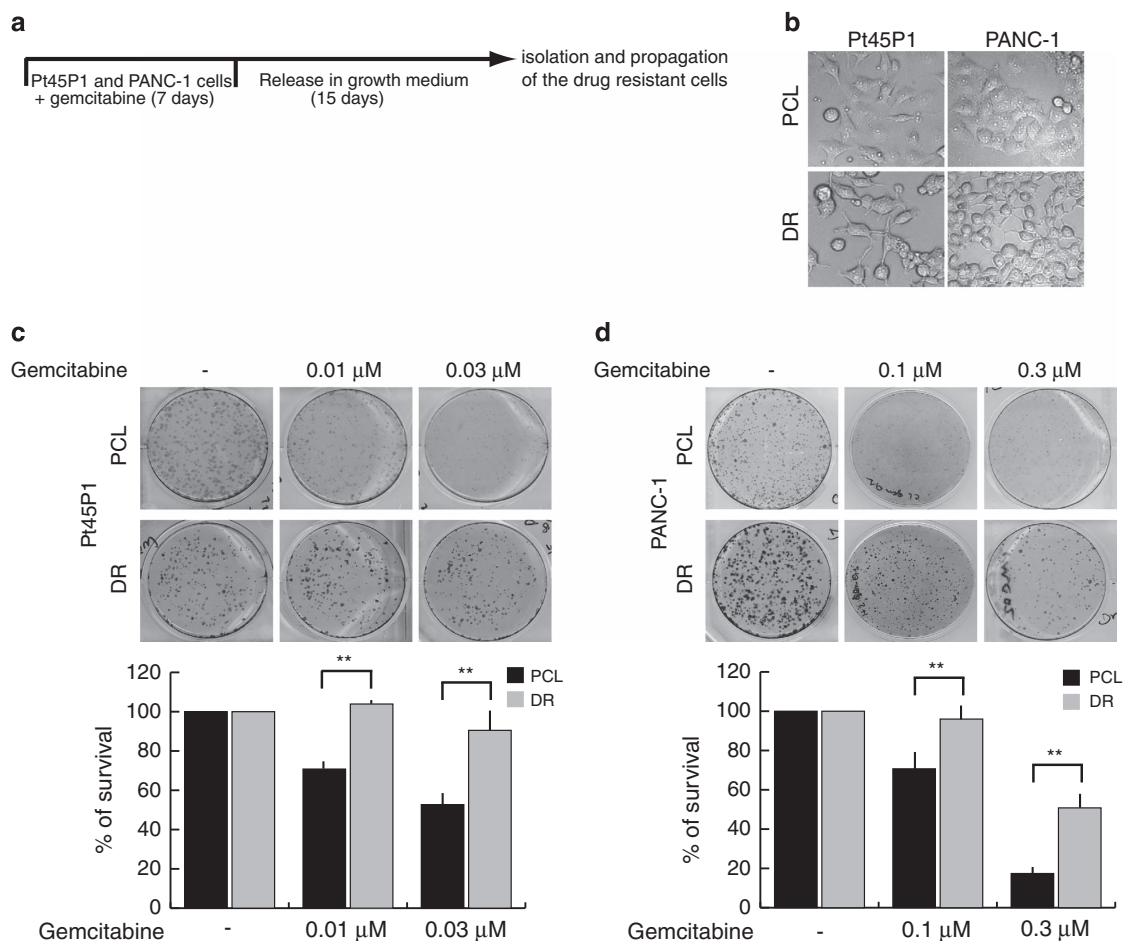 a
Pt45P1 and PANC-1 cells
+ gemcitabine (7 days)
Release in growth medium
(15 days)
isolation and propagation
of the drug resistant cells
b
Pt45P1 PANC-1
PCL
DR
c
Gemcitabine - 0.01 μM 0.03 μM
Pt45P1
PCL
DR
120
100
80
60
40
20
0
% of survival
**
**
PCL
DR
Gemcitabine - 0.01 μM 0.03 μM
d
Gemcitabine - 0.1 μM 0.3 μM
PANC-1
PCL
DR
120
100
80
60
40
20
0
% of survival
**
**
PCL
DR
Gemcitabine - 0.1 μM 0.3 μM